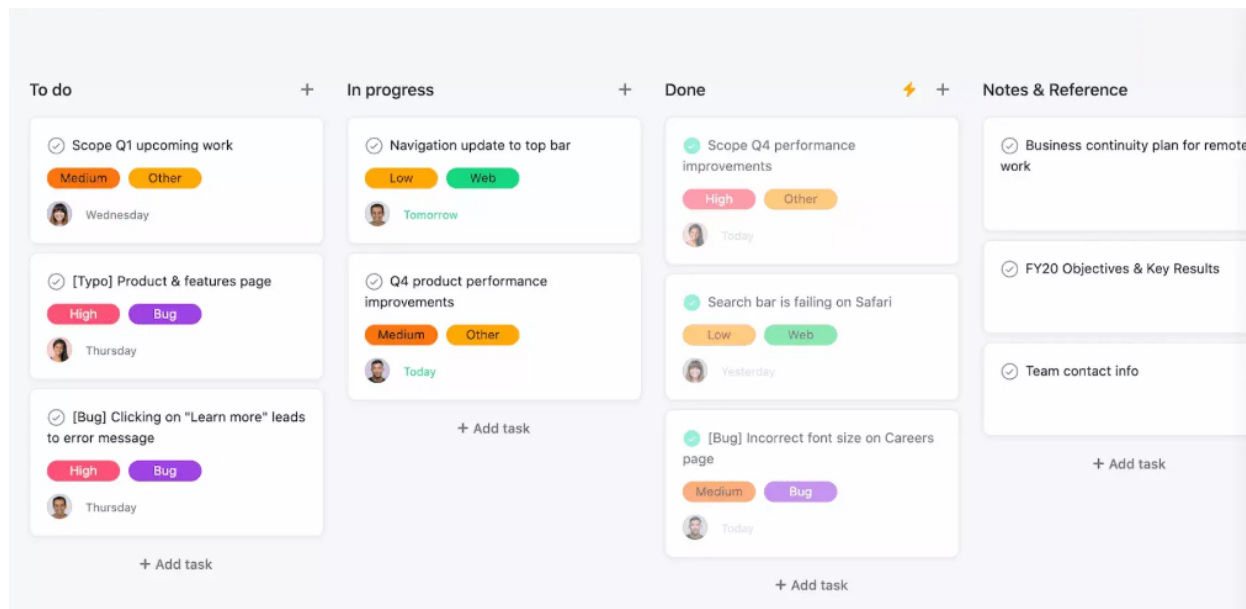 To do +
Scope Q1 upcoming work
Medium Other
Wednesday
[Typo] Product & features page
High Bug
Thursday
[Bug] Clicking on "Learn more" leads
to error message
High Bug
Thursday
+ Add task
In progress +
Navigation update to top bar
Low Web
Tomorrow
Q4 product performance
improvements
Medium Other
Today
+ Add task
Done +
Scope Q4 performance
improvements
High Other
Today
Search bar is failing on Safari
Low Web
Yesterday
[Bug] Incorrect font size on Careers
page
Medium Bug
Today
+ Add task
Notes & Reference
Business continuity plan for remote
work
FY20 Objectives & Key Results
Team contact info
+ Add task